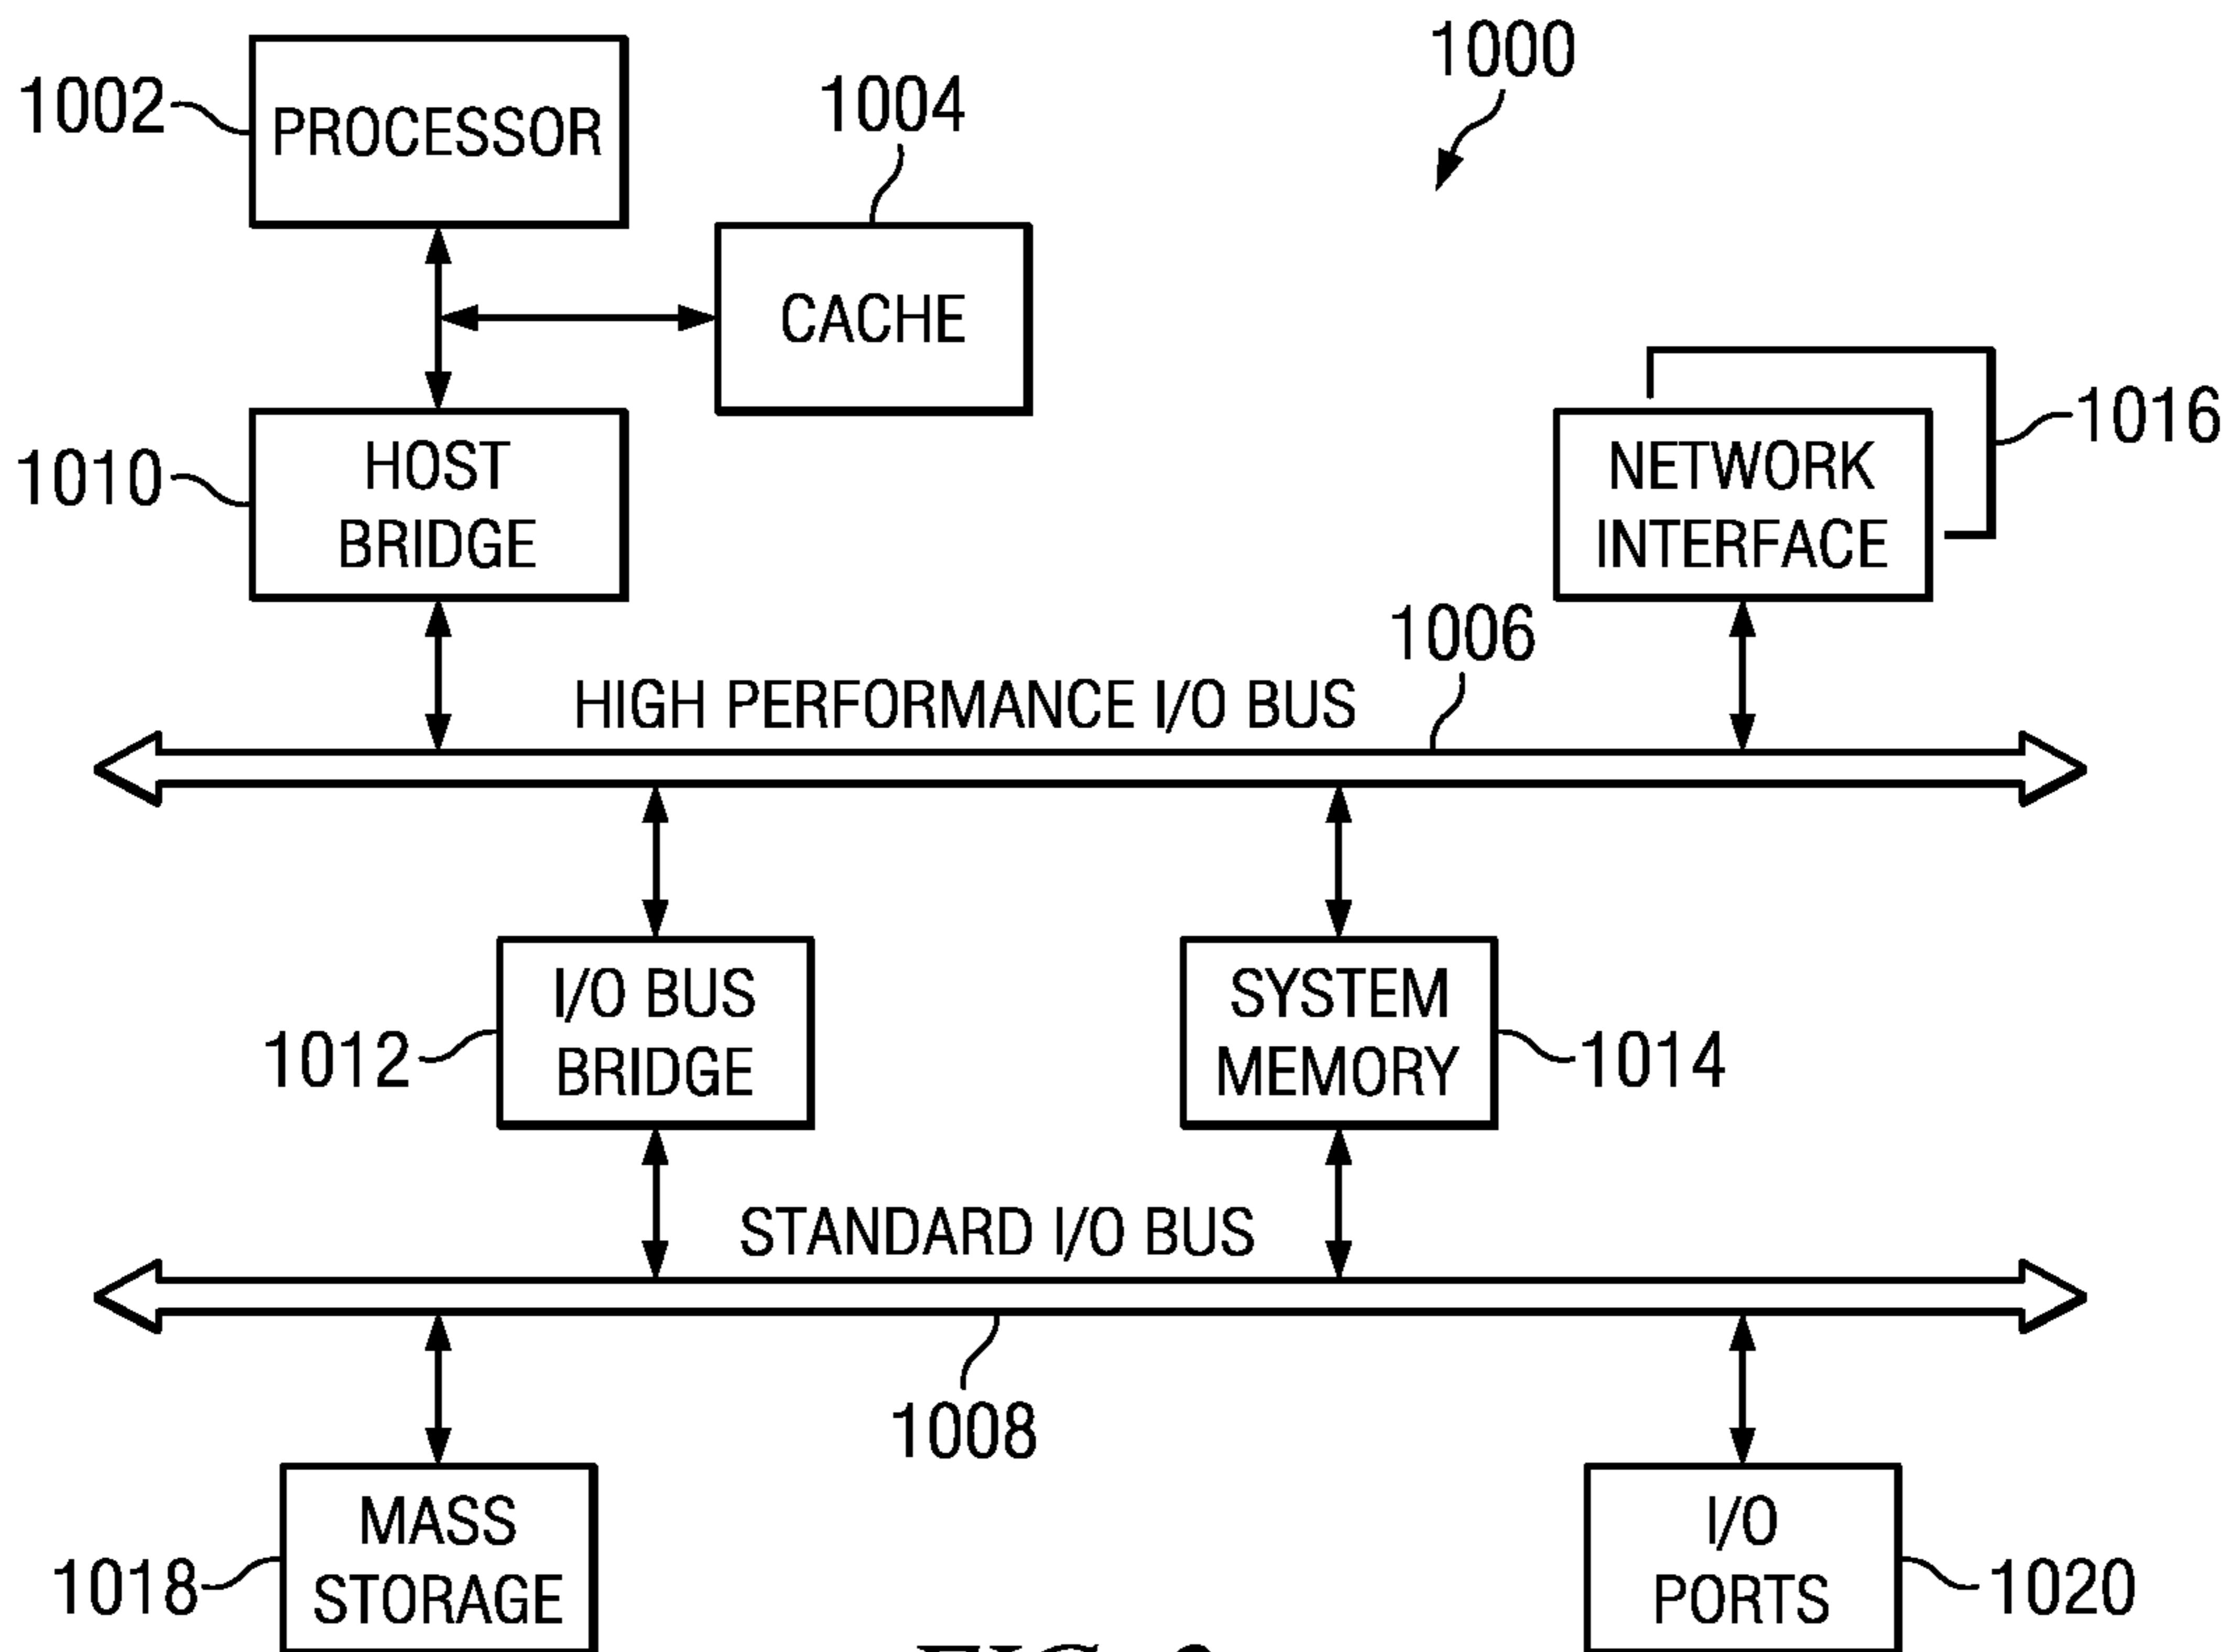 1000
1002
PROCESSOR
1004
CACHE
1010
HOST
BRIDGE
NETWORK
INTERFACE
1016
1006
HIGH PERFORMANCE I/O BUS
I/O BUS
BRIDGE
1012
SYSTEM
MEMORY
1014
STANDARD I/O BUS
1008
MASS
STORAGE
1018
I/O
PORTS
1020